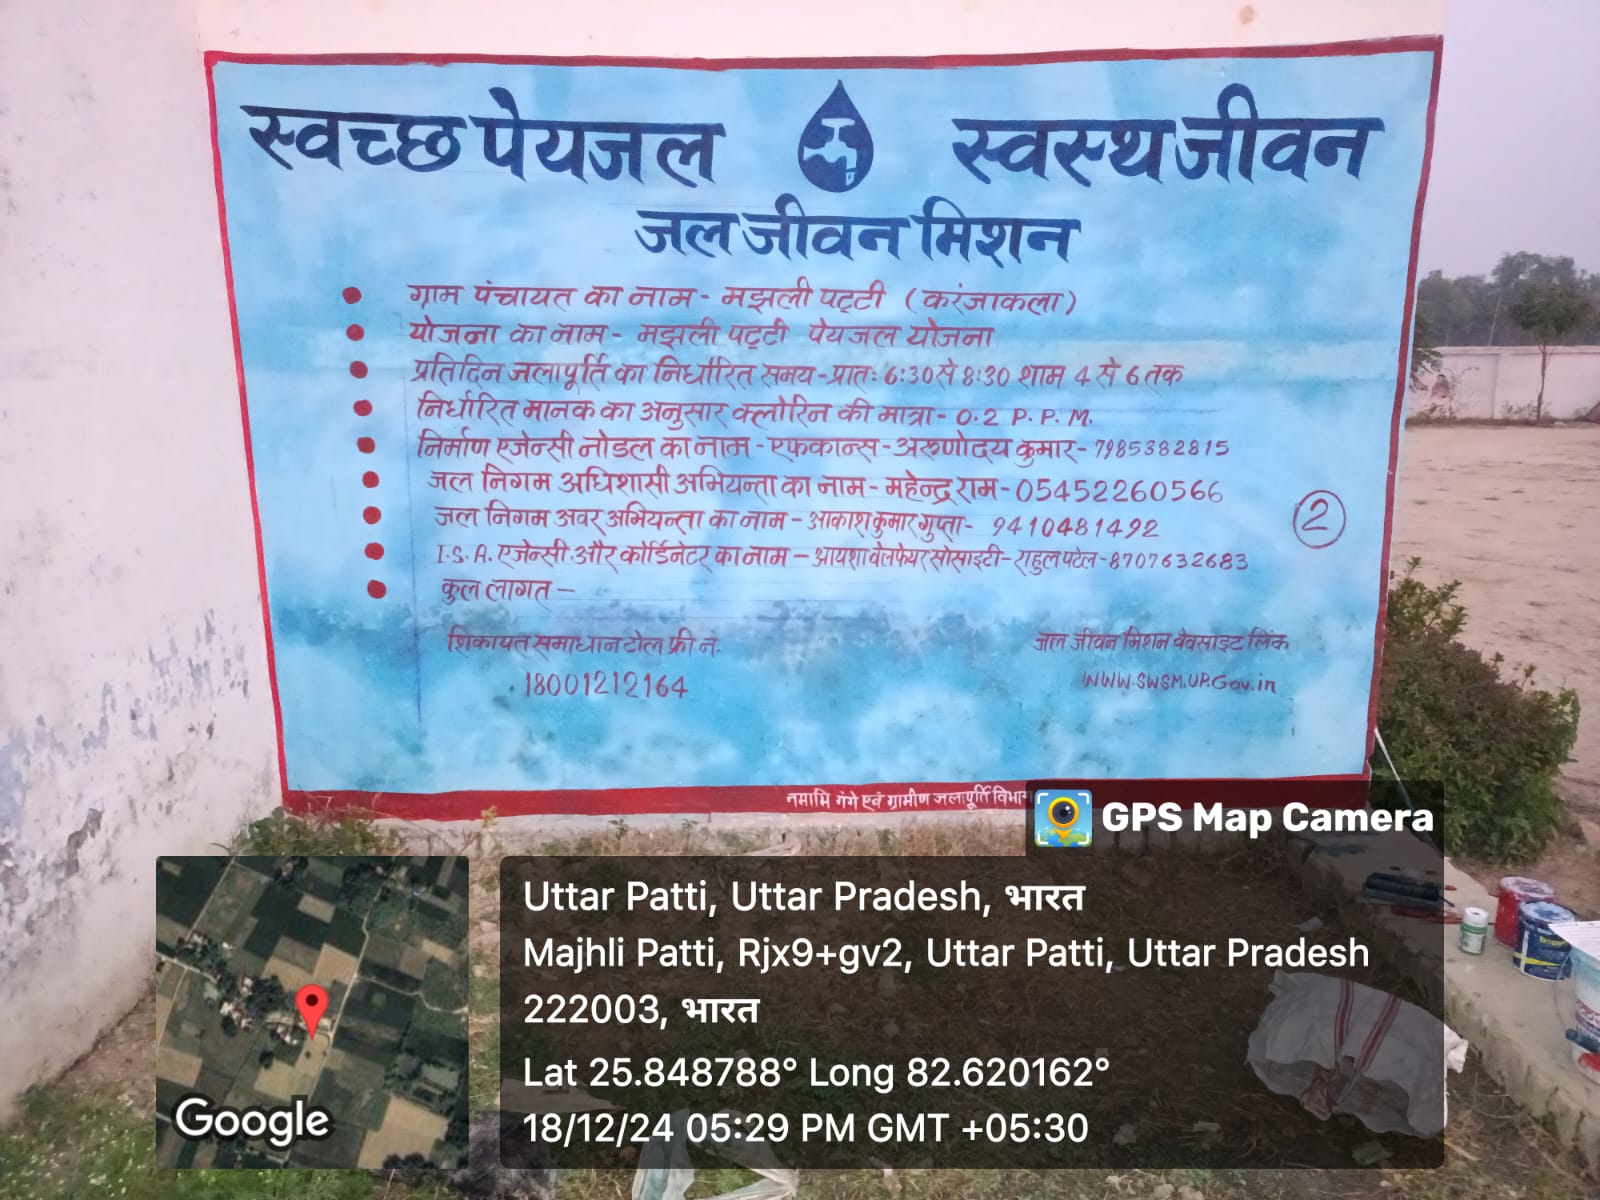 स्वच्छ पेयजल स्वस्थ जीवन
जल जीवन मिशन
ग्राम पंचायत का नाम - मझली पट्टी (करंजाकला)
योजना का नाम - मझली पट्टी पेयजल योजना
प्रतिदिन जलापूर्ति का निर्धारित समय - प्रातः 6:30 से 8:30 शाम 4 से 6 तक
निर्धारित मानक का अनुसार क्लोरिन की मात्रा - 0.2 P.P.M.
निर्माण एजेन्सी नोडल का नाम - एफकान्स - अरुणोदय कुमार - 7985382815
जल निगम अधिशासी अभियन्ता का नाम - महेन्द्र राम - 05452260566
जल निगम अवर अभियन्ता का नाम - आकाश कुमार गुप्ता - 9410481492
I.S.A. एजेन्सी और कोर्डिनेटर का नाम - आयशा वेलफेयर सोसाइटी - राहुल पटेल - 8707632683
कुल लागत -
2
शिकायत समाधान टोल फ्री न.
18001212164
जल जीवन मिशन वेबसाइट लिंक
WWW.SWSM.UP.Gov.in
नमामि गंगे एवं ग्रामीण जलापूर्ति विभाग
GPS Map Camera
Uttar Patti, Uttar Pradesh, भारत
Majhli Patti, Rjx9+gv2, Uttar Patti, Uttar Pradesh
222003, भारत
Lat 25.848788° Long 82.620162°
18/12/24 05:29 PM GMT +05:30
Google